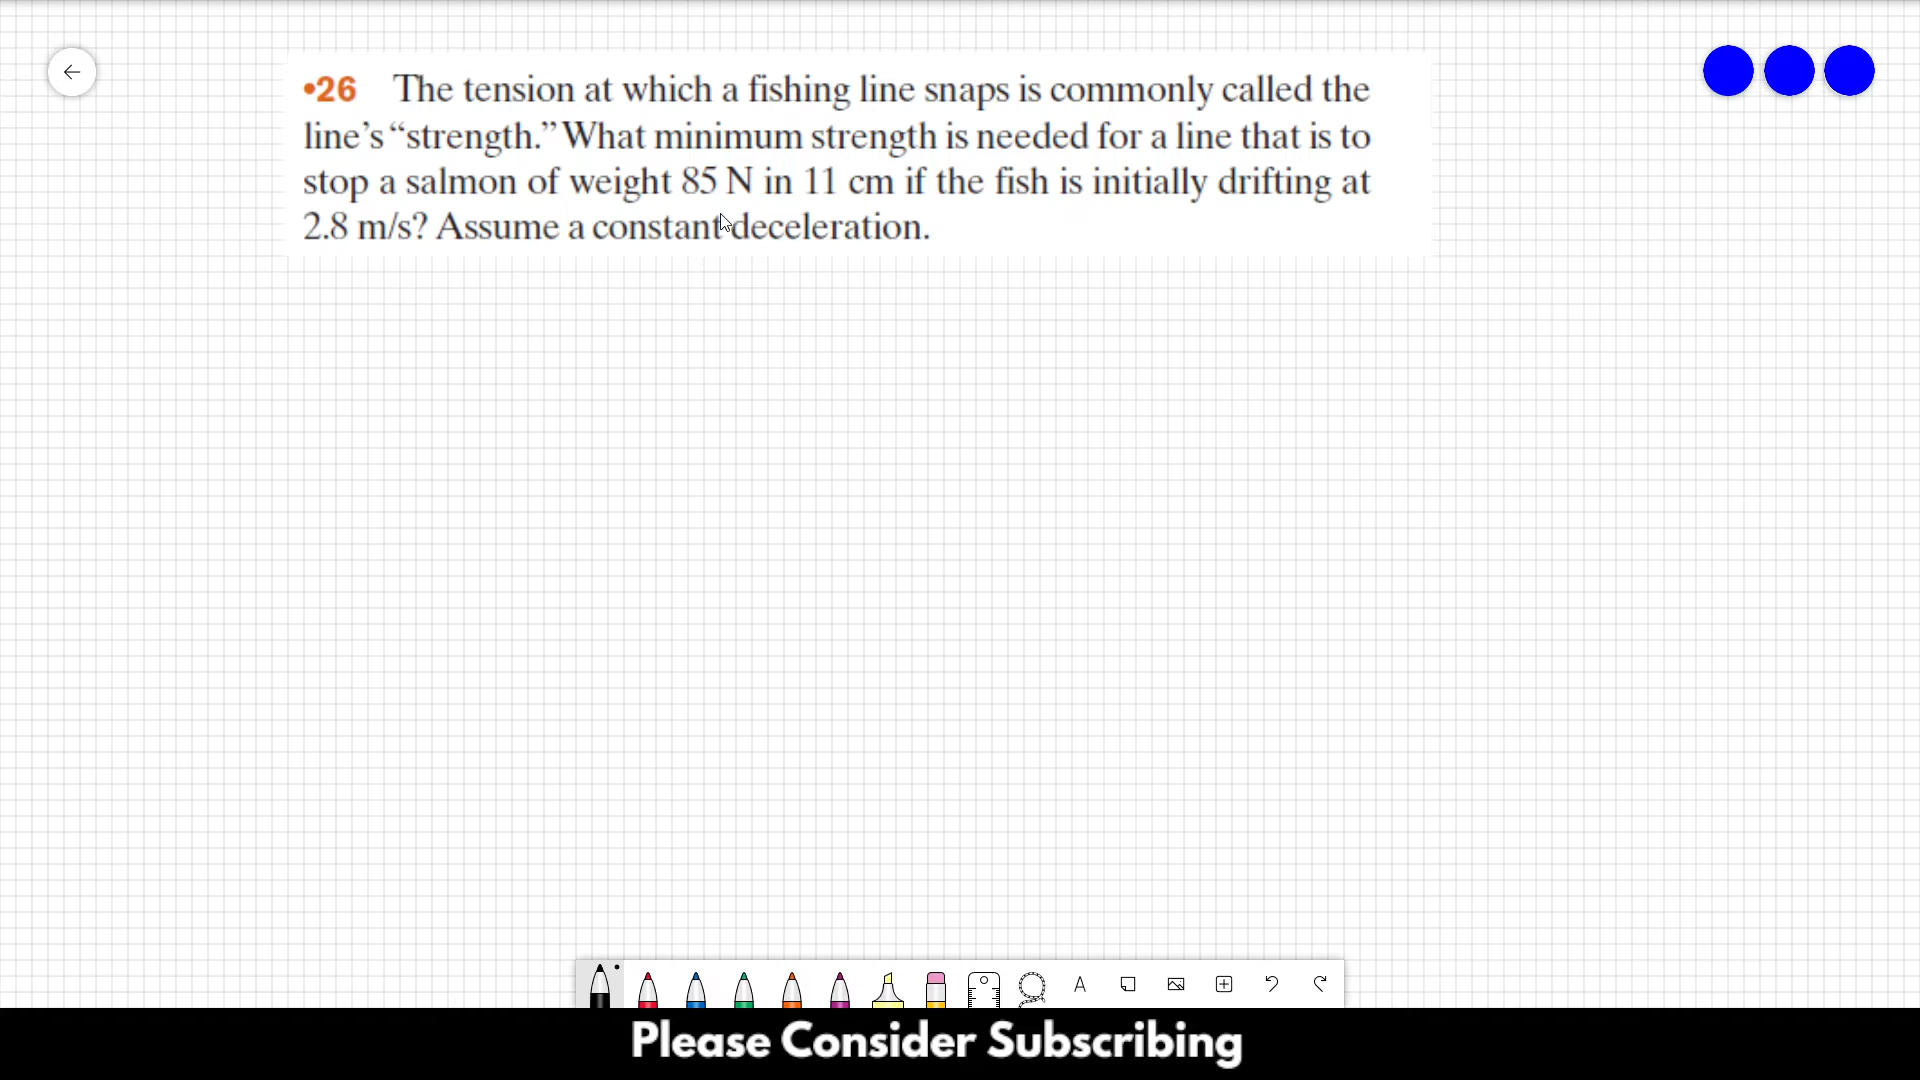 •26 The tension at which a fishing line snaps is commonly called the
line’s “strength.” What minimum strength is needed for a line that is to
stop a salmon of weight 85 N in 11 cm if the fish is initially drifting at
2.8 m/s? Assume a constant deceleration.
A
Please Consider Subscribing